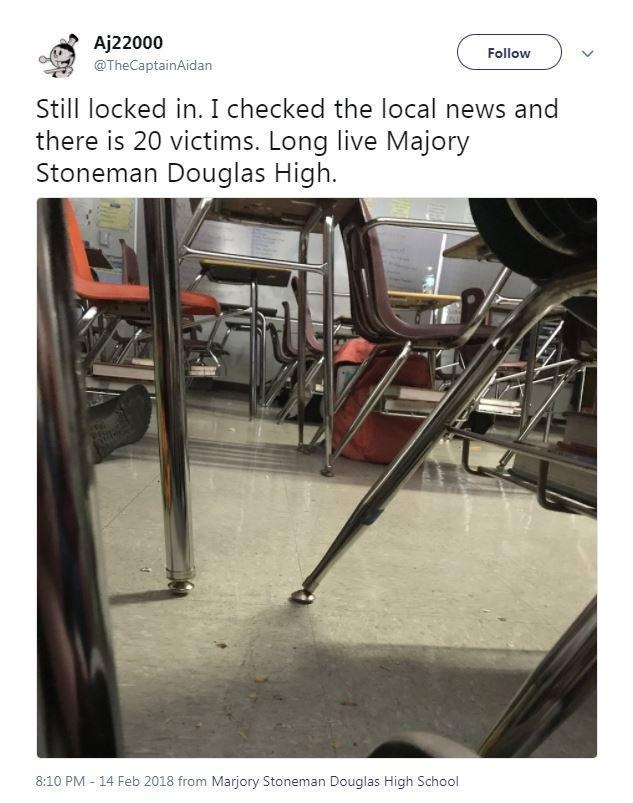 Aj22000
@TheCaptainAidan
Follow
Still locked in. I checked the local news and
there is 20 victims. Long live Majory
Stoneman Douglas High.
8:10 PM - 14 Feb 2018 from Marjory Stoneman Douglas High School